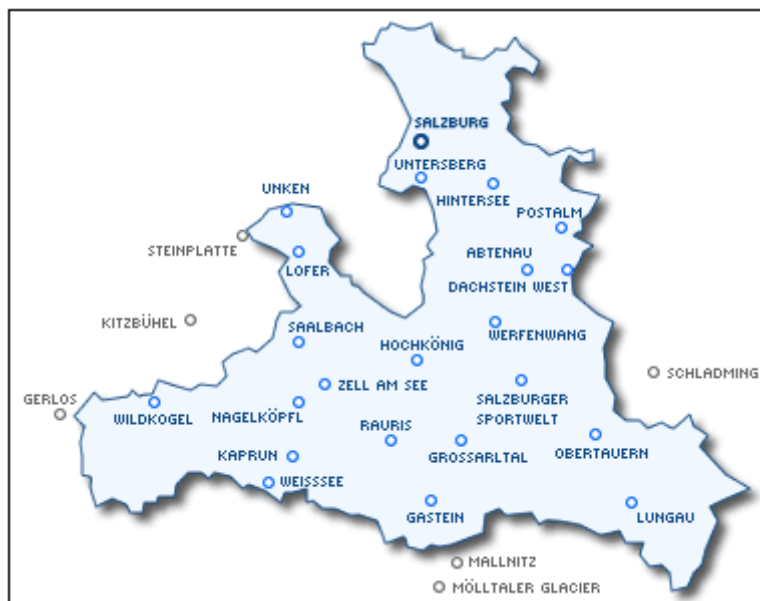 SALZBURG
UNTERSBERG
HINTERSEE
UNKEN
POSTALM
STEINPLATTE
ABTENAU
LOFER
DACHSTEIN WEST
KITZBÜHEL
SAALBACH
WERFENWANG
HOCHKÖNIG
SCHLADMING
ZELL AM SEE
SALZBURGER
SPORTWELT
GERLOS
WILDKOGEL
NAGELKÖPFL
RAURIS
OBERTAUERN
GROSSARLTAL
KAPRUN
WEISSSEE
GASTEIN
LUNGAU
MALLNITZ
MÖLLTALER GLACIER